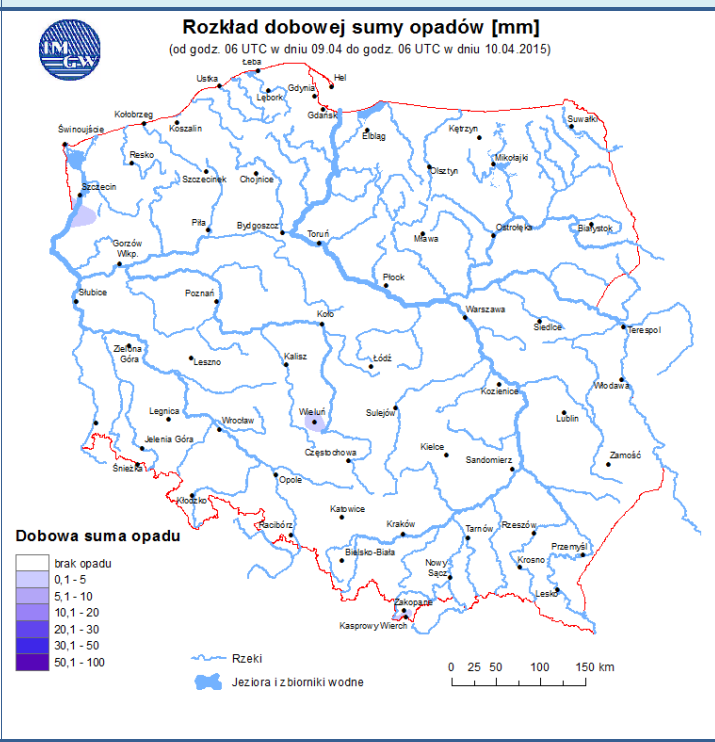 Rozkład dobowej sumy opadów [mm]
(od godz. 06 UTC w dniu 09.04 do godz. 06 UTC w dniu 10.04.2015)
IM
GW
Łeba
Ustka
Hel
Gdynia
Lębork
Gdańsk
Kołobrzeg
Koszalin
Suwałki
Świnoujście
Elbląg
Kętrzyn
Resko
Mikołajki
Olsztyn
Szczecinek
Chojnice
Szczecin
Piła
Bydgoszcz
Toruń
Mława
Ostrołęka
Białystok
Gorzów
Wlkp.
Płock
Słubice
Poznań
Koło
Warszawa
Siedlce
Terespol
Zielona
Góra
Leszno
Kalisz
Łódź
Kozienice
Włodawa
Legnica
Wrocław
Wieluń
Sulejów
Lublin
Jelenia Góra
Częstochowa
Kielce
Sandomierz
Zamość
Śnieżka
Opole
Kłodzko
Katowice
Racibórz
Kraków
Tarnów
Rzeszów
Bielsko-Biała
Nowy
Sącz
Krosno
Przemyśl
Lesko
Zakopane
Kasprowy Wierch
Dobowa suma opadu
brak opadu
0,1 - 5
5,1 - 10
10,1 - 20
20,1 - 30
30,1 - 50
50,1 - 100
Rzeki
Jeziora i zbiorniki wodne
0 25 50 100 150 km